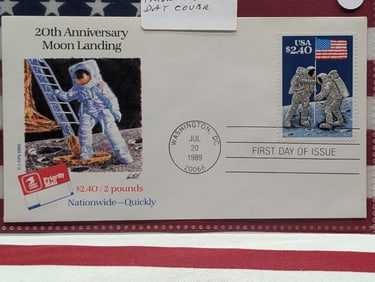 DAY COUBR
20th Anniversary
Moon Landing
USA
$2.40
WASHINGTON, DC
JUL
20
1989
20066
FIRST DAY OF ISSUE
Priority
Mail
$2.40/2 pounds
Nationwide—Quickly